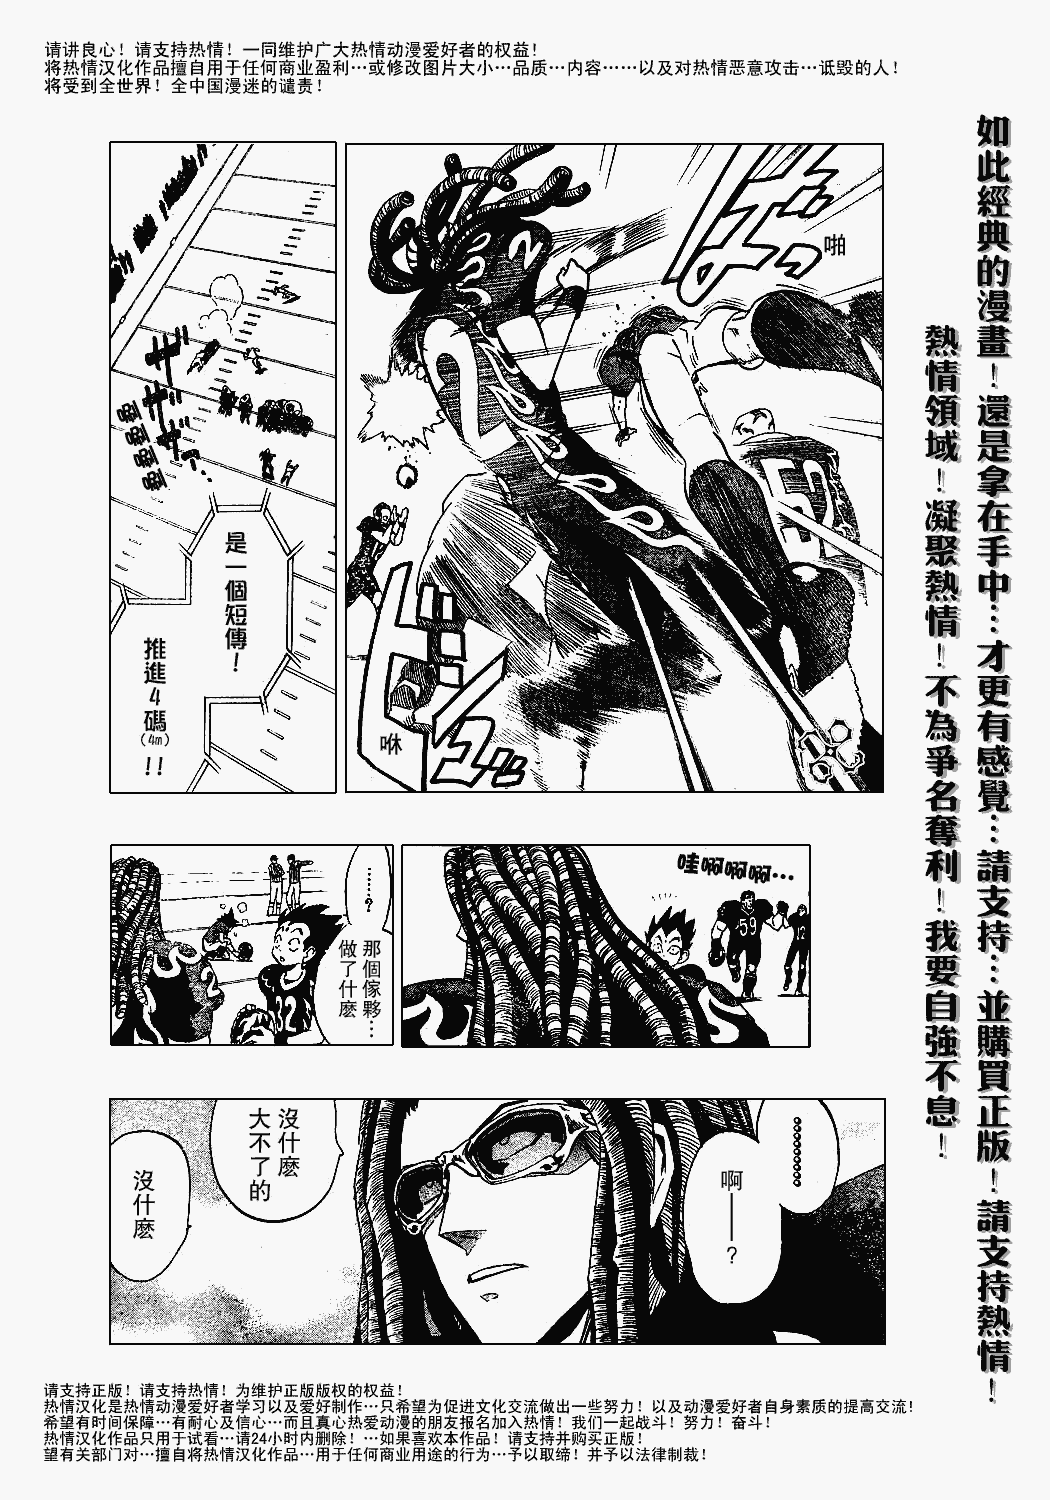 请讲良心！请支持热情！一同维护广大热情动漫爱好者的权益！
将热情汉化作品擅自用于任何商业盈利…或修改图片大小…品质…内容……以及对热情恶意攻击…诋毁的人！
将受到全世界！全中国漫迷的谴责！
如此經典的漫畫！還是拿在手中…才更有感覺…請支持…並購買正版！請支持熱情！
熱情領域！凝聚熱情！不為爭名奪利！我要自強不息！
啪
咻
是一個短傳！
推進4碼
(4m)
!!
哇啊啊啊…
……？
那個傢夥…
做了什麽
………
啊——？
沒什麽
大不了的
沒什麽
请支持正版！请支持热情！为维护正版版权的权益！
热情汉化是热情动漫爱好者学习以及爱好制作…只希望为促进文化交流做出一些努力！以及动漫爱好者自身素质的提高交流！
希望有时间保障…有耐心及信心…而且真心热爱动漫的朋友报名加入热情！我们一起战斗！努力！奋斗！
热情汉化作品只用于试看…请24小时内删除！…如果喜欢本作品！请支持并购买正版！
望有关部门对…擅自将热情汉化作品…用于任何商业用途的行为…予以取缔！并予以法律制裁！
59
12
32
52